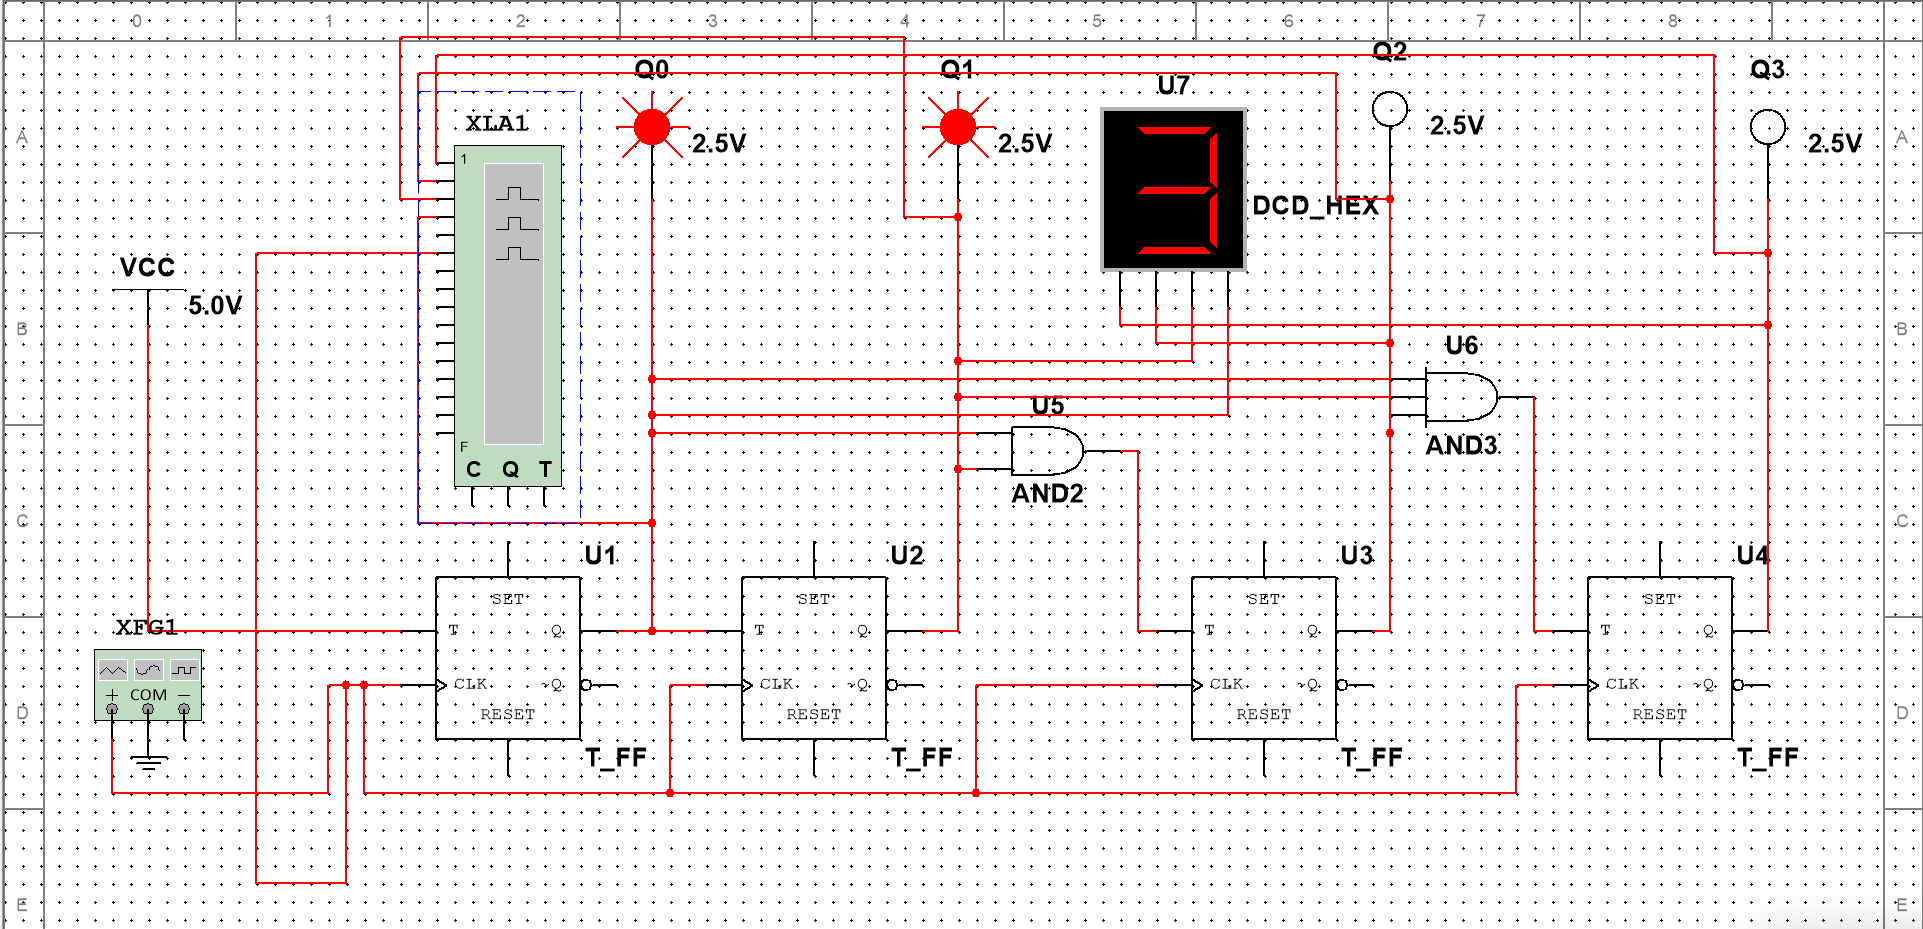 0 1 2 3 4 5 6 7 8
Q2
Q0 Q1 Q3
U7
XLA1
A 2.5V 2.5V 2.5V 2.5V A
1
3
DCD_HEX
VCC
5.0V
B B
U6
U5
F AND3
C Q T
AND2
C C
U1 U2 U3 U4
SET SET SET SET
XFG1 T Q T Q T Q T Q
CLK ~Q CLK ~Q CLK ~Q CLK ~Q
+ COM −
D RESET RESET RESET RESET D
T_FF T_FF T_FF T_FF
E E